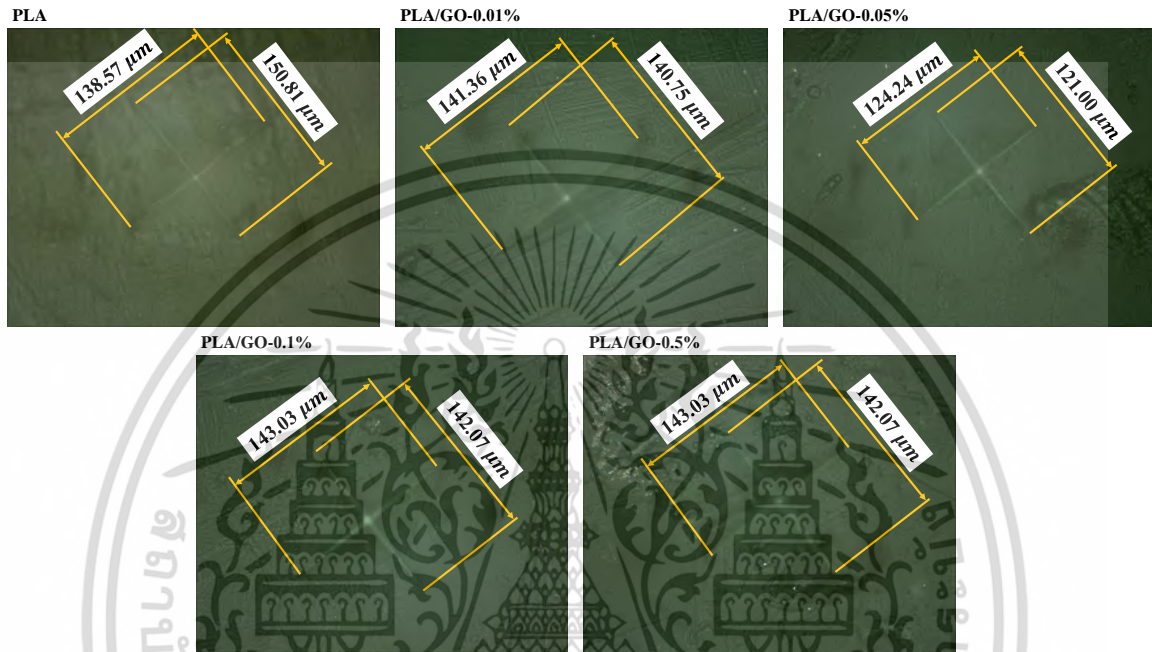 PLA
PLA/GO-0.01%
PLA/GO-0.05%
138.57 μm
150.81 μm
141.36 μm
140.75 μm
124.24 μm
121.00 μm
PLA/GO-0.1%
PLA/GO-0.5%
143.03 μm
142.07 μm
143.03 μm
142.07 μm